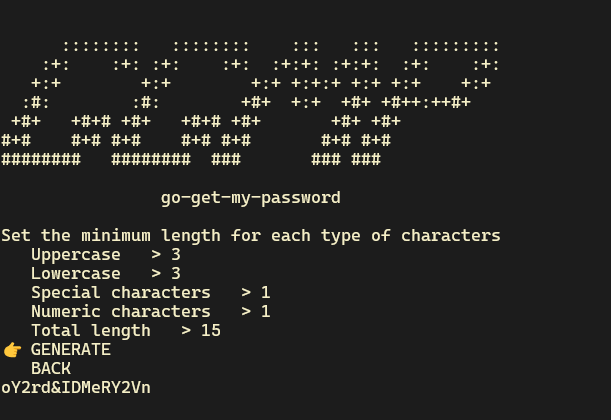 ::::::::   ::::::::    :::   :::   :::::::::
    :+:    :+: :+:    :+:  :+:+: :+:+:  :+:    :+:
   +:+        +:+        +:+ +:+:+ +:+ +:+    +:+
  :#:        :#:        +#+  +:+  +#+ +#++:++#+
 +#+   +#+# +#+   +#+# +#+       +#+ +#+
#+#    #+# #+#    #+# #+#       #+# #+#
########   ########  ###       ### ###
go-get-my-password
Set the minimum length for each type of characters
Uppercase > 3
Lowercase > 3
Special characters > 1
Numeric characters > 1
Total length > 15
👉 GENERATE
BACK
oY2rd&IDMeRY2Vn